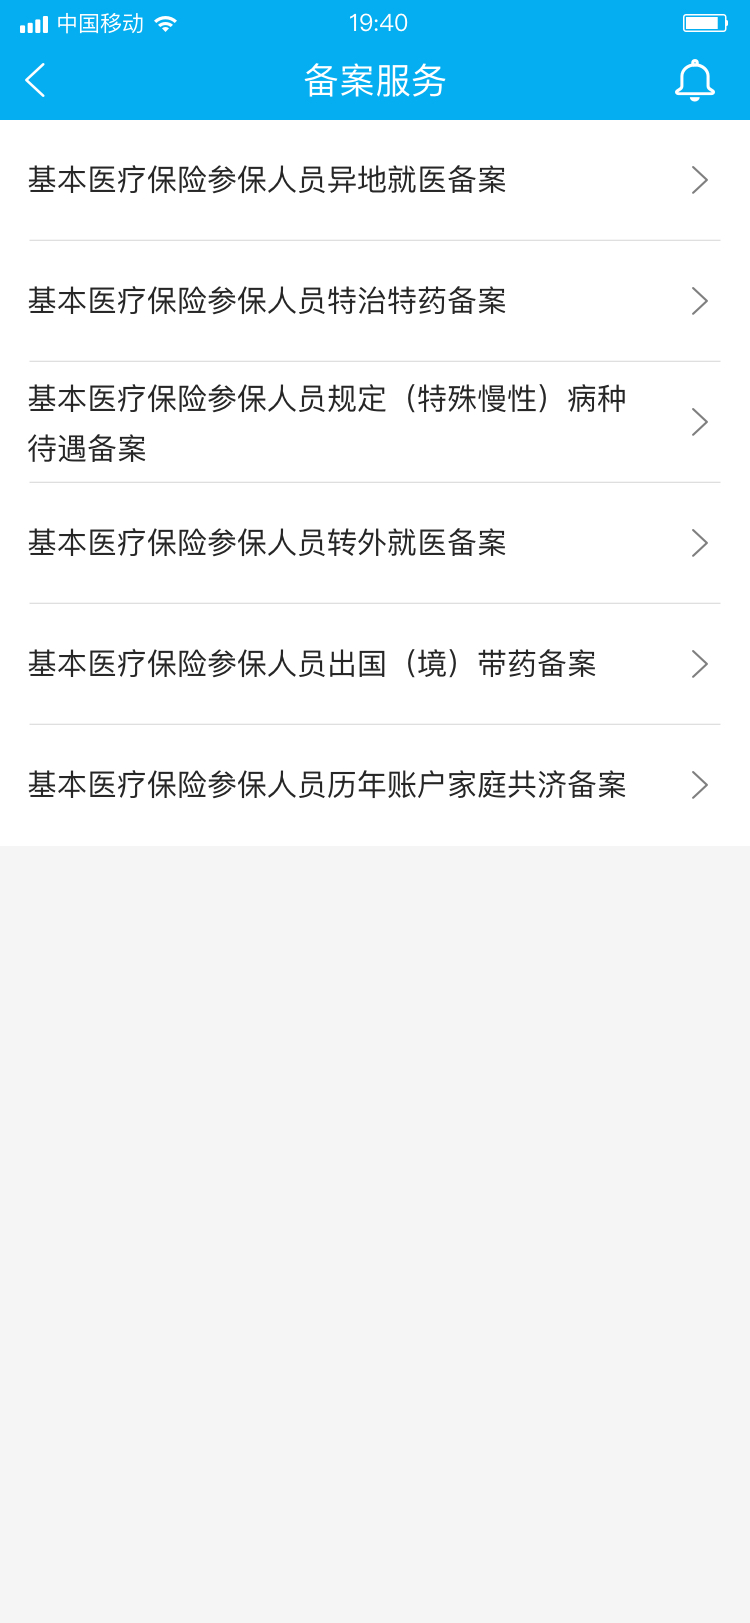 中国移动 19:40
备案服务
基本医疗保险参保人员异地就医备案
基本医疗保险参保人员特治特药备案
基本医疗保险参保人员规定（特殊慢性）病种
待遇备案
基本医疗保险参保人员转外就医备案
基本医疗保险参保人员出国（境）带药备案
基本医疗保险参保人员历年账户家庭共济备案